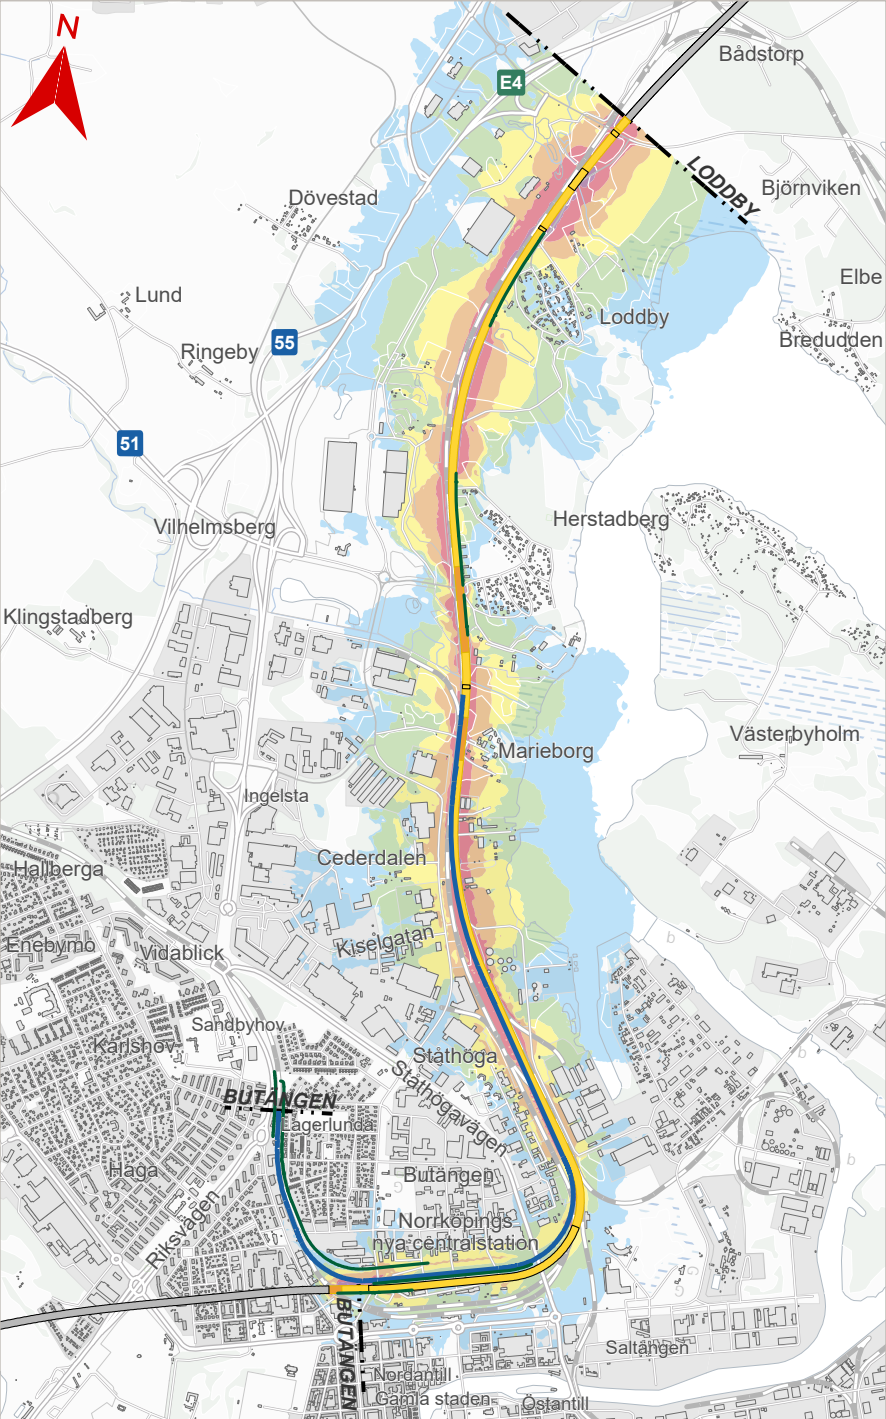 N
Bådstorp
E4
LODDBY
Björnviken
Dövestad
Elbe
Lund
Loddby
Bredudden
55
Ringeby
51
Herstadberg
Vilhelmsberg
Klingstadberg
Västerbyholm
Marieborg
Ingelsta
Cederdalen
Hallberga
Kiselgatan
Enebymo
Vidablick
Sandbyhov
Karlshov
Ståthöga
Ståthögavägen
BUTÄNGEN
Lagerlunda
Haga
Butängen
Riksvägen
Norrköpings
nya centralstation
BUTÄNGEN
Saltängen
Nordantill
Gamla staden
Östantill